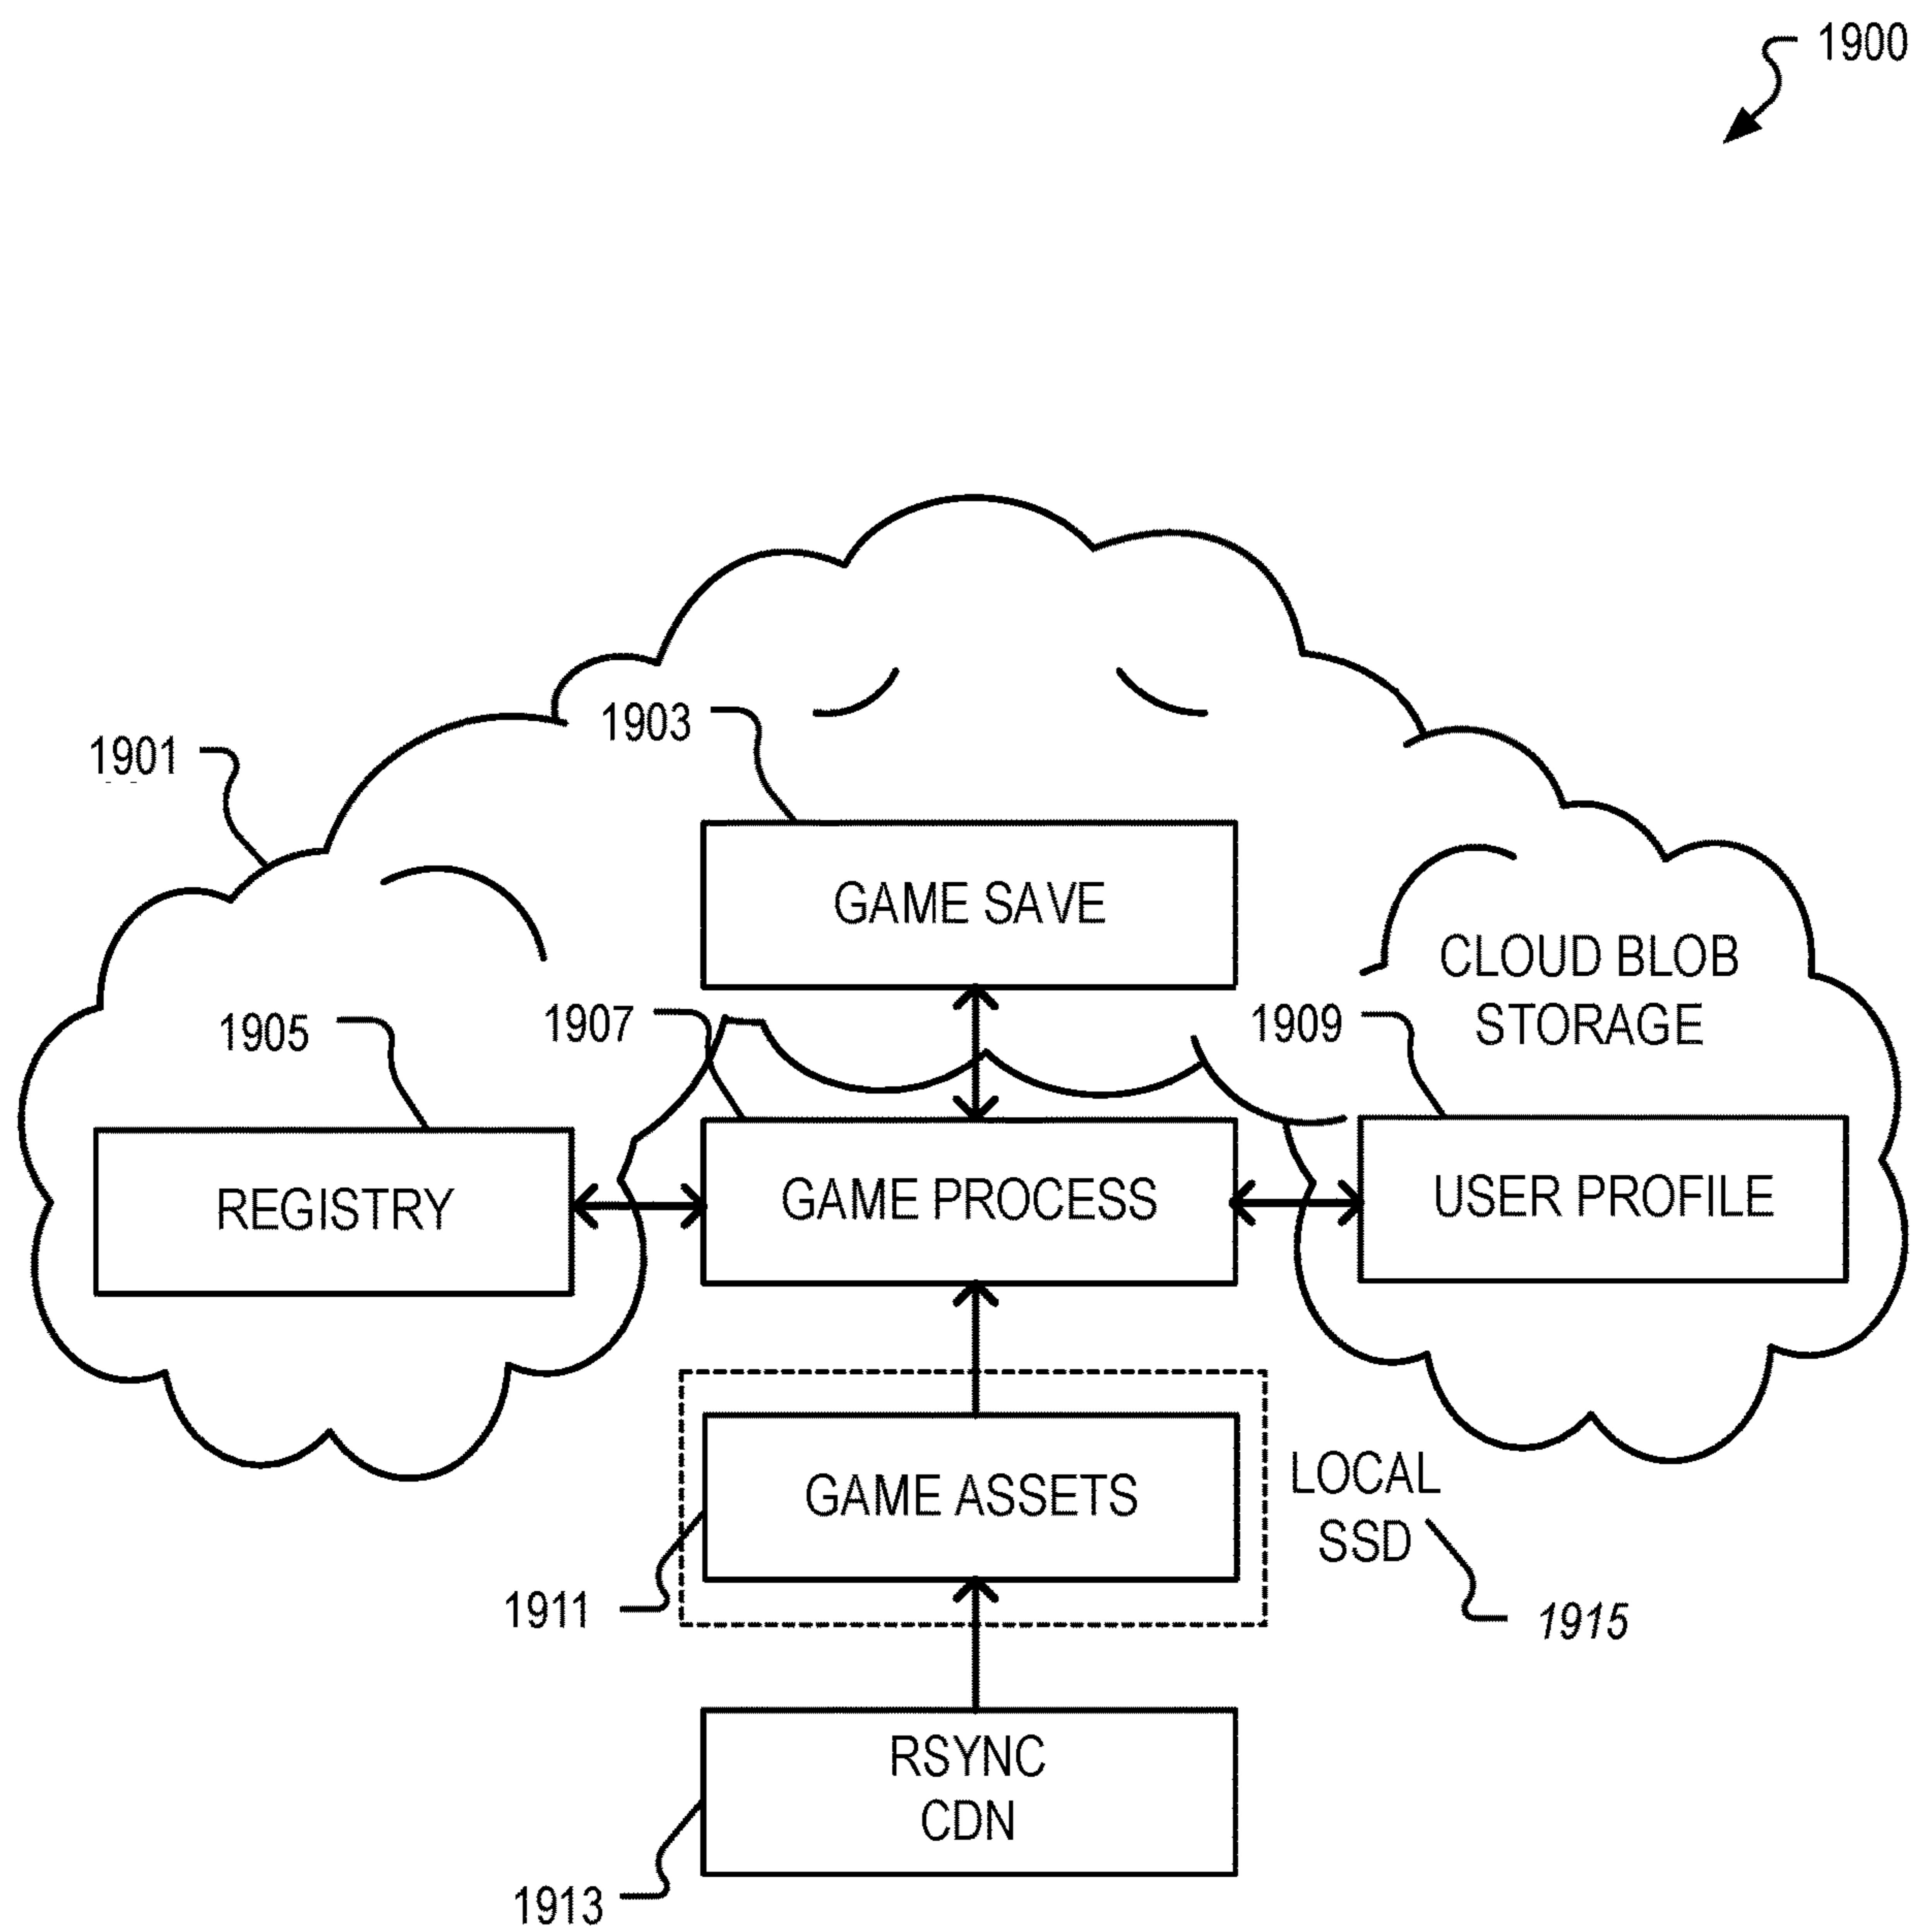 1900
1903
1901
GAME SAVE
CLOUD BLOB
STORAGE
1905
1907
1909
REGISTRY
GAME PROCESS
USER PROFILE
GAME ASSETS
LOCAL
SSD
1911
1915
RSYNC
CDN
1913